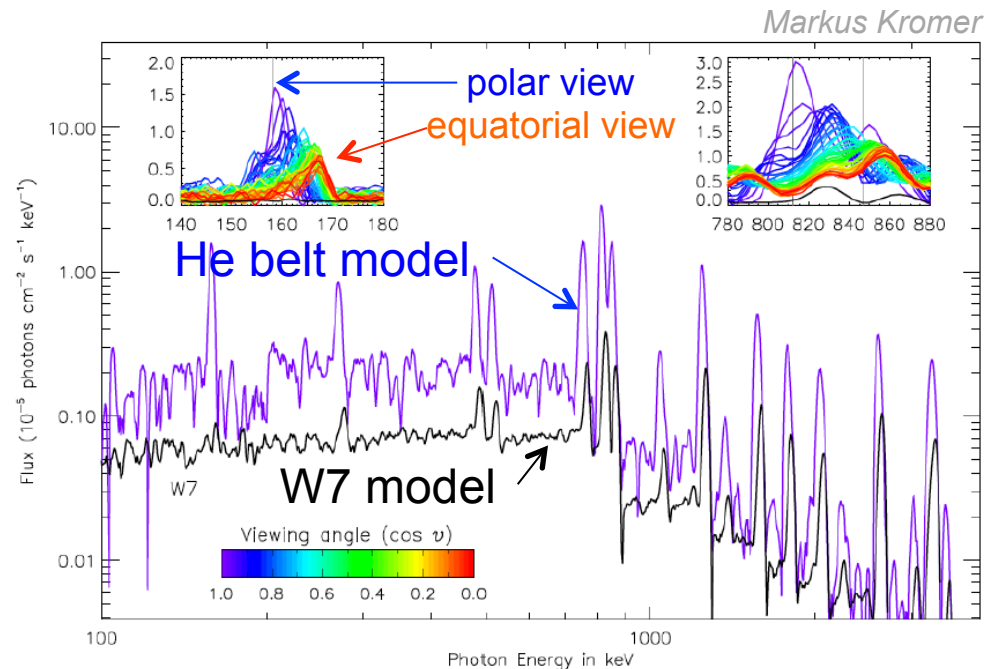 Markus Kromer
2.0
1.5
1.0
0.5
0.0
140 150 160 170 180
polar view
equatorial view
3.0
2.5
2.0
1.5
1.0
0.5
0.0
780 800 820 840 860 880
10.00
1.00
0.10
0.01
Flux (10⁻⁵ photons cm⁻² s⁻¹ keV⁻¹)
He belt model
W7
W7 model
Viewing angle (cos υ)
1.0 0.8 0.6 0.4 0.2 0.0
100 1000
Photon Energy in keV